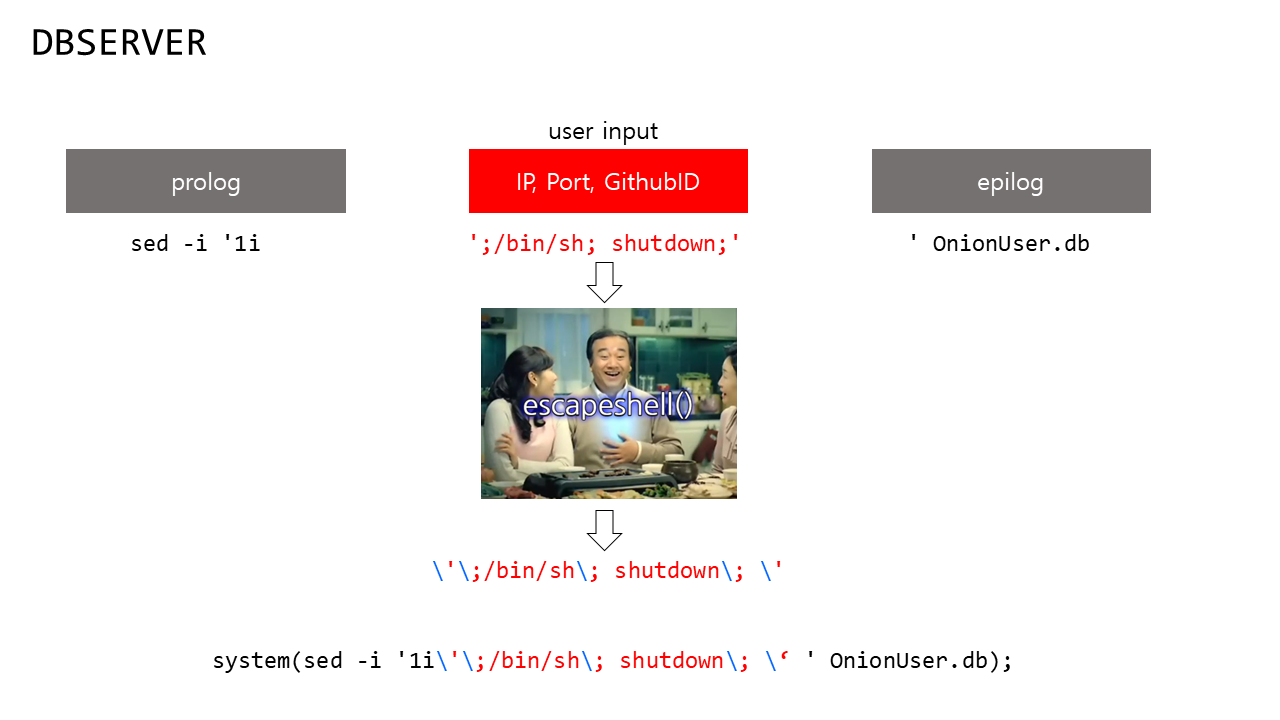 DBSERVER
user input
prolog
IP, Port, GithubID
epilog
sed -i '1i
';/bin/sh; shutdown;'
' OnionUser.db
escapeshell()
\'\;/bin/sh\; shutdown\; \'
system(sed -i '1i\'\;/bin/sh\; shutdown\; \‘ ' OnionUser.db);